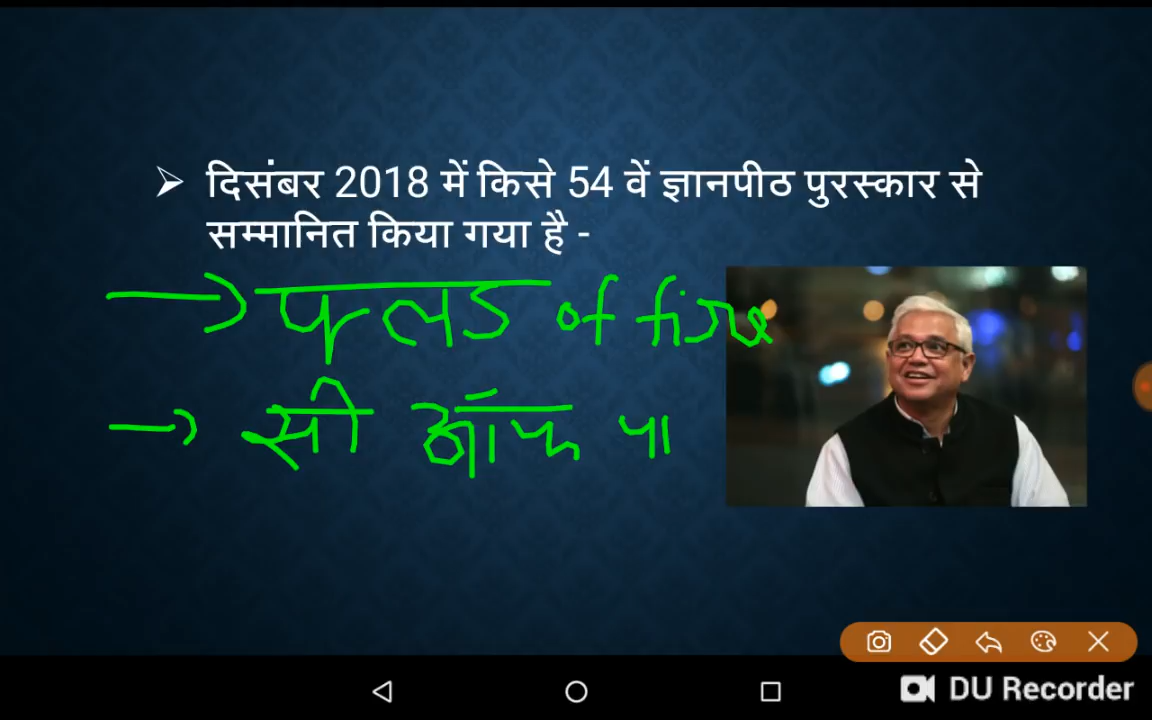 ➢ दिसंबर 2018 में किसे 54 वें ज्ञानपीठ पुरस्कार से
सम्मानित किया गया है -
→ फ्लड of fire
→ सी ऑफ पा
DU Recorder